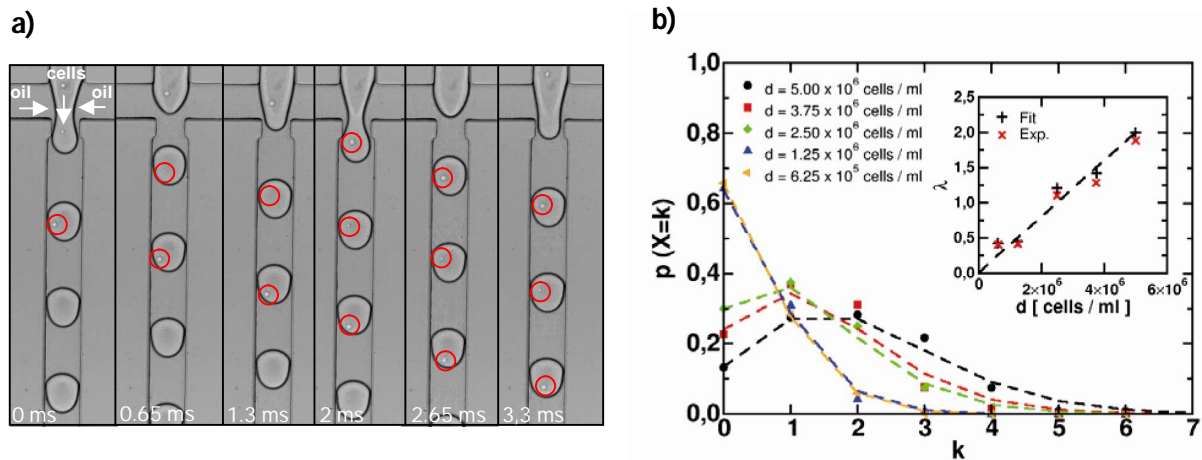 a)
cells
oil oil
0 ms 0.65 ms 1.3 ms 2 ms 2.65 ms 3,3 ms
b)
1,0
0,8
0,6
0,4
0,2
0,0
p (X=k)
0 1 2 3 4 5 6 7
k
d = 5.00 x 10⁶ cells / ml
d = 3.75 x 10⁶ cells / ml
d = 2.50 x 10⁶ cells / ml
d = 1.25 x 10⁶ cells / ml
d = 6.25 x 10⁵ cells / ml
2,5
2,0
1,5
1,0
0,5
0,0
λ
Fit
Exp.
0 2×10⁶ 4×10⁶ 6×10⁶
d [ cells / ml ]